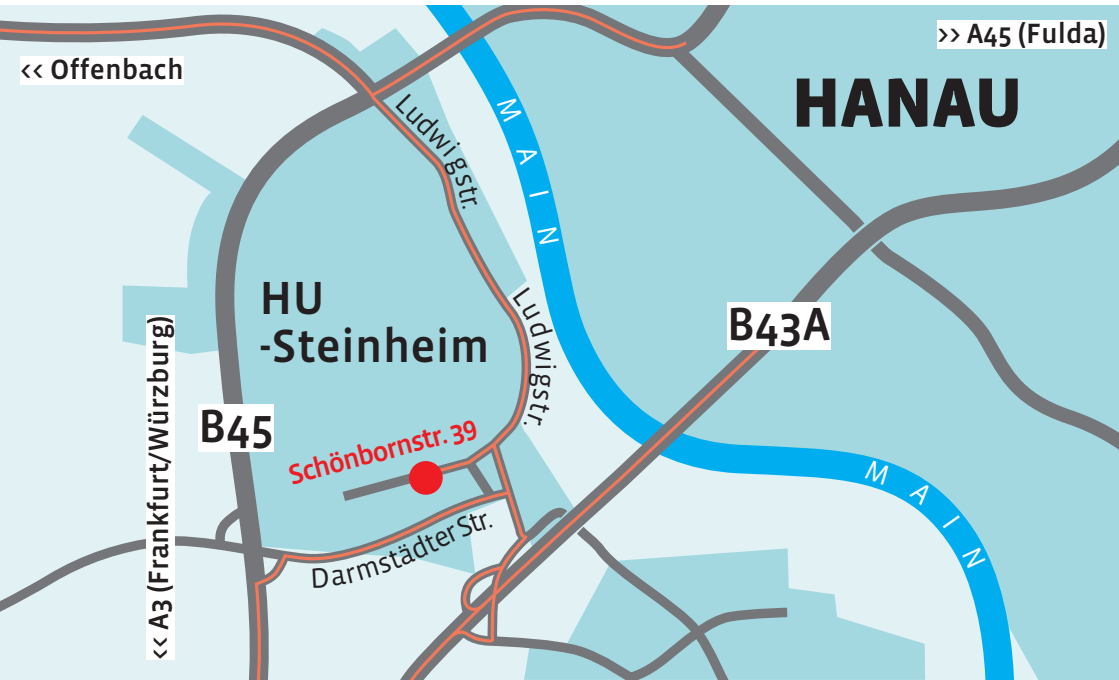 >> A45 (Fulda)
<< Offenbach
HANAU
Ludwigstr.
MAIN
HU
-Steinheim
Ludwigstr.
B43A
<< A3 (Frankfurt/Würzburg)
B45
Schönbornstr. 39
MAIN
Darmstädter Str.